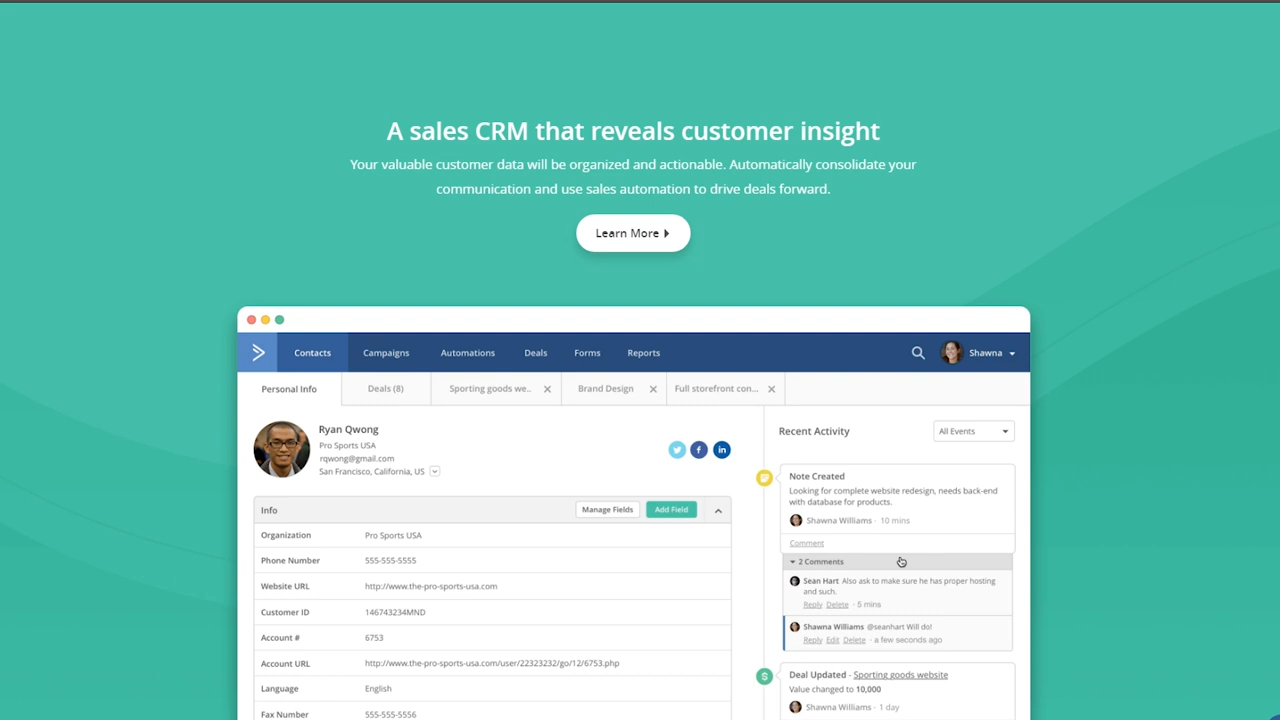 A sales CRM that reveals customer insight
Your valuable customer data will be organized and actionable. Automatically consolidate your
communication and use sales automation to drive deals forward.
Learn More
Contacts Campaigns Automations Deals Forms Reports Shawna
Personal Info Deals (8) Sporting goods we.. Brand Design Full storefront con...
Ryan Qwong
Pro Sports USA
rqwong@gmail.com
San Francisco, California, US
Info Manage Fields Add Field
Organization Pro Sports USA
Phone Number 555-555-5555
Website URL http://www.the-pro-sports-usa.com
Customer ID 146743234MND
Account # 6753
Account URL http://www.the-pro-sports-usa.com/user/22323232/go/12/6753.php
Language English
Fax Number 555-555-5556
Recent Activity All Events
Note Created
Looking for complete website redesign, needs back-end
with database for products.
Shawna Williams · 10 mins
Comment
2 Comments
Sean Hart Also ask to make sure he has proper hosting
and such.
Reply Delete · 5 mins
Shawna Williams @seanhart Will do!
Reply Edit Delete · a few seconds ago
$
Deal Updated - Sporting goods website
Value changed to 10,000
Shawna Williams · 1 day